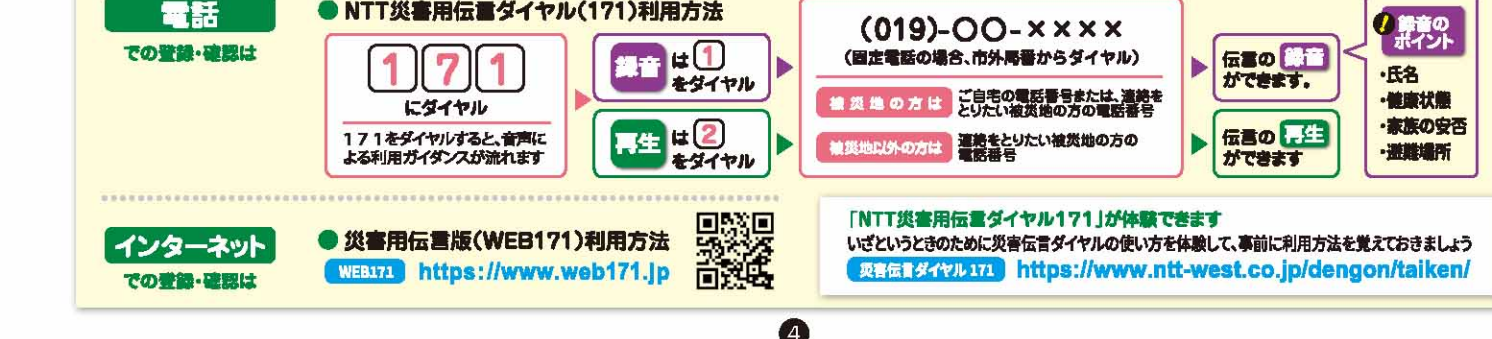 電話
での登録・確認は
● NTT災害用伝言ダイヤル(171)利用方法
171
にダイヤル
171をダイヤルすると、音声に
よる利用ガイダンスが流れます
録音 は 1
をダイヤル
再生 は 2
をダイヤル
(019)-○○-××××
(固定電話の場合、市外局番からダイヤル)
被災地の方は ご自宅の電話番号または、連絡を
とりたい被災地の方の電話番号
被災地以外の方は 連絡をとりたい被災地の方の
電話番号
伝言の 録音
ができます。
伝言の 再生
ができます
! 録音の
ポイント
・氏名
・健康状態
・家族の安否
・避難場所
インターネット
での登録・確認は
● 災害用伝言版(WEB171)利用方法
WEB171 https://www.web171.jp
「NTT災害用伝言ダイヤル171」が体験できます
いざというときのために災害伝言ダイヤルの使い方を体験して、事前に利用方法を覚えておきましょう
災害伝言ダイヤル171 https://www.ntt-west.co.jp/dengon/taiken/
4